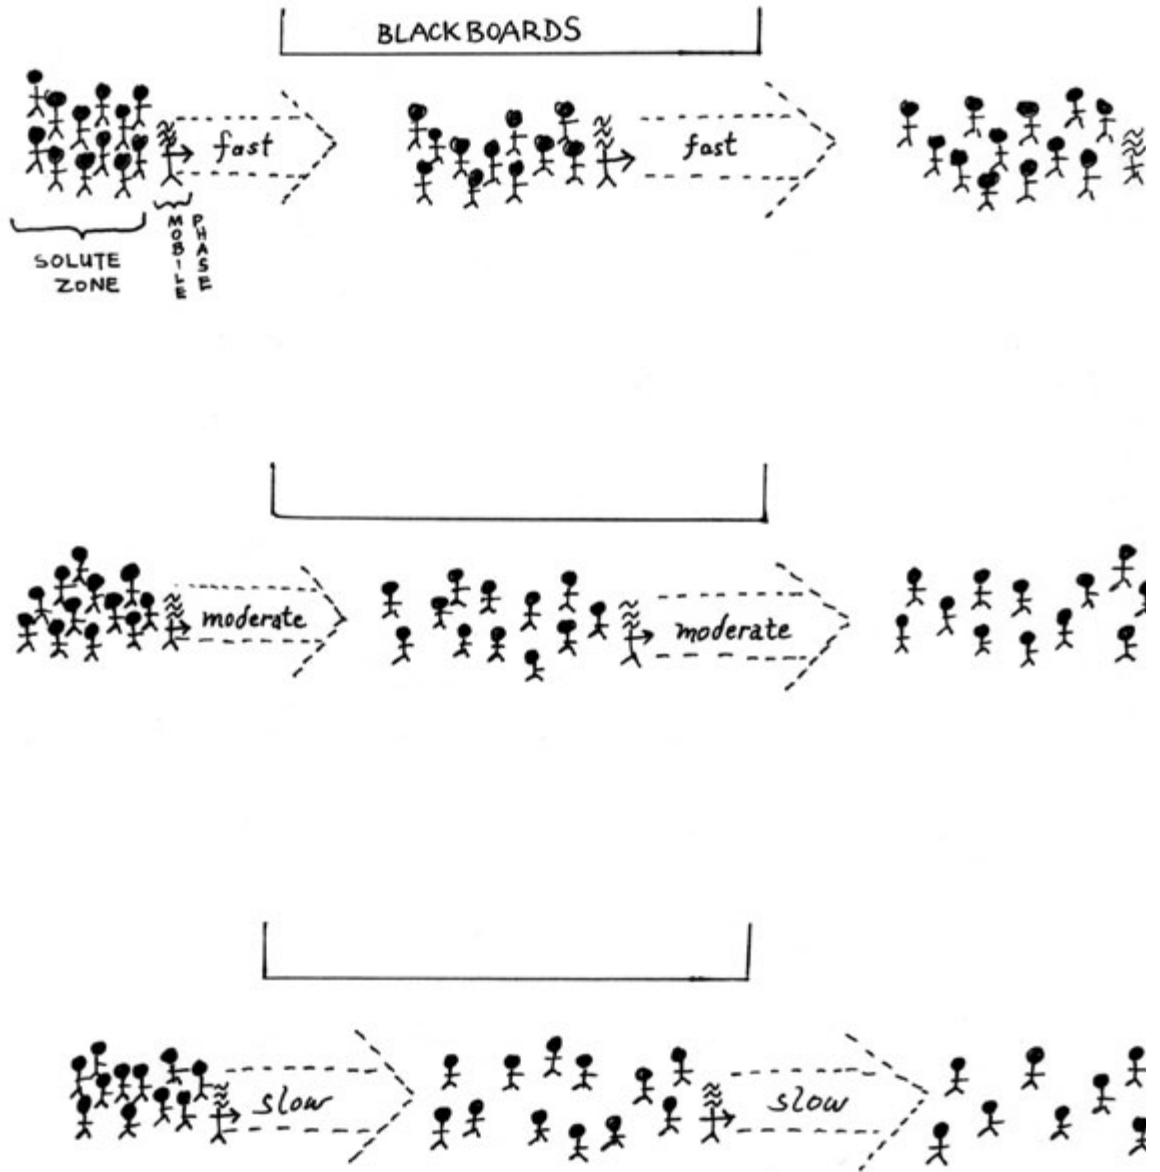 BLACKBOARDS
fast
fast
SOLUTE
ZONE
MOBILE
PHASE
moderate
moderate
slow
slow